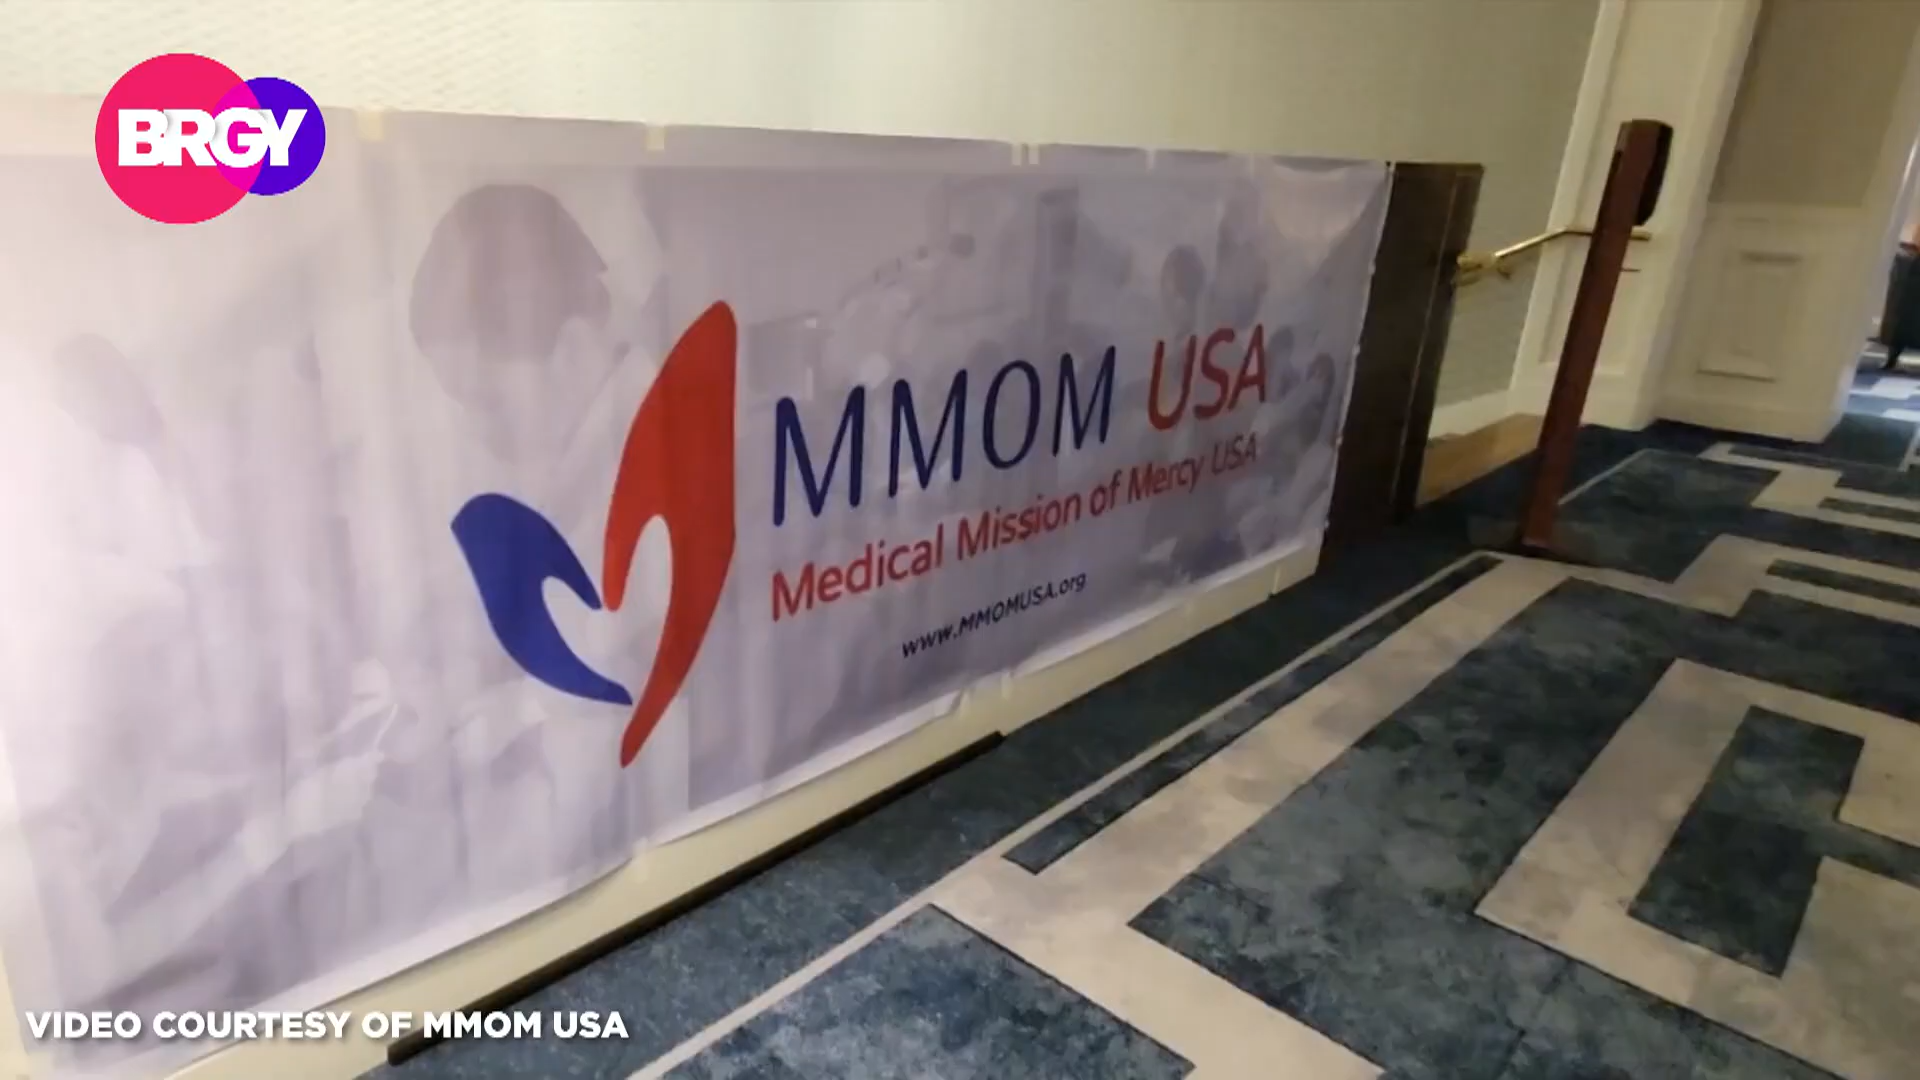 BRGY
MMOM USA
Medical Mission of Mercy USA
www.MMOMUSA.org
VIDEO COURTESY OF MMOM USA